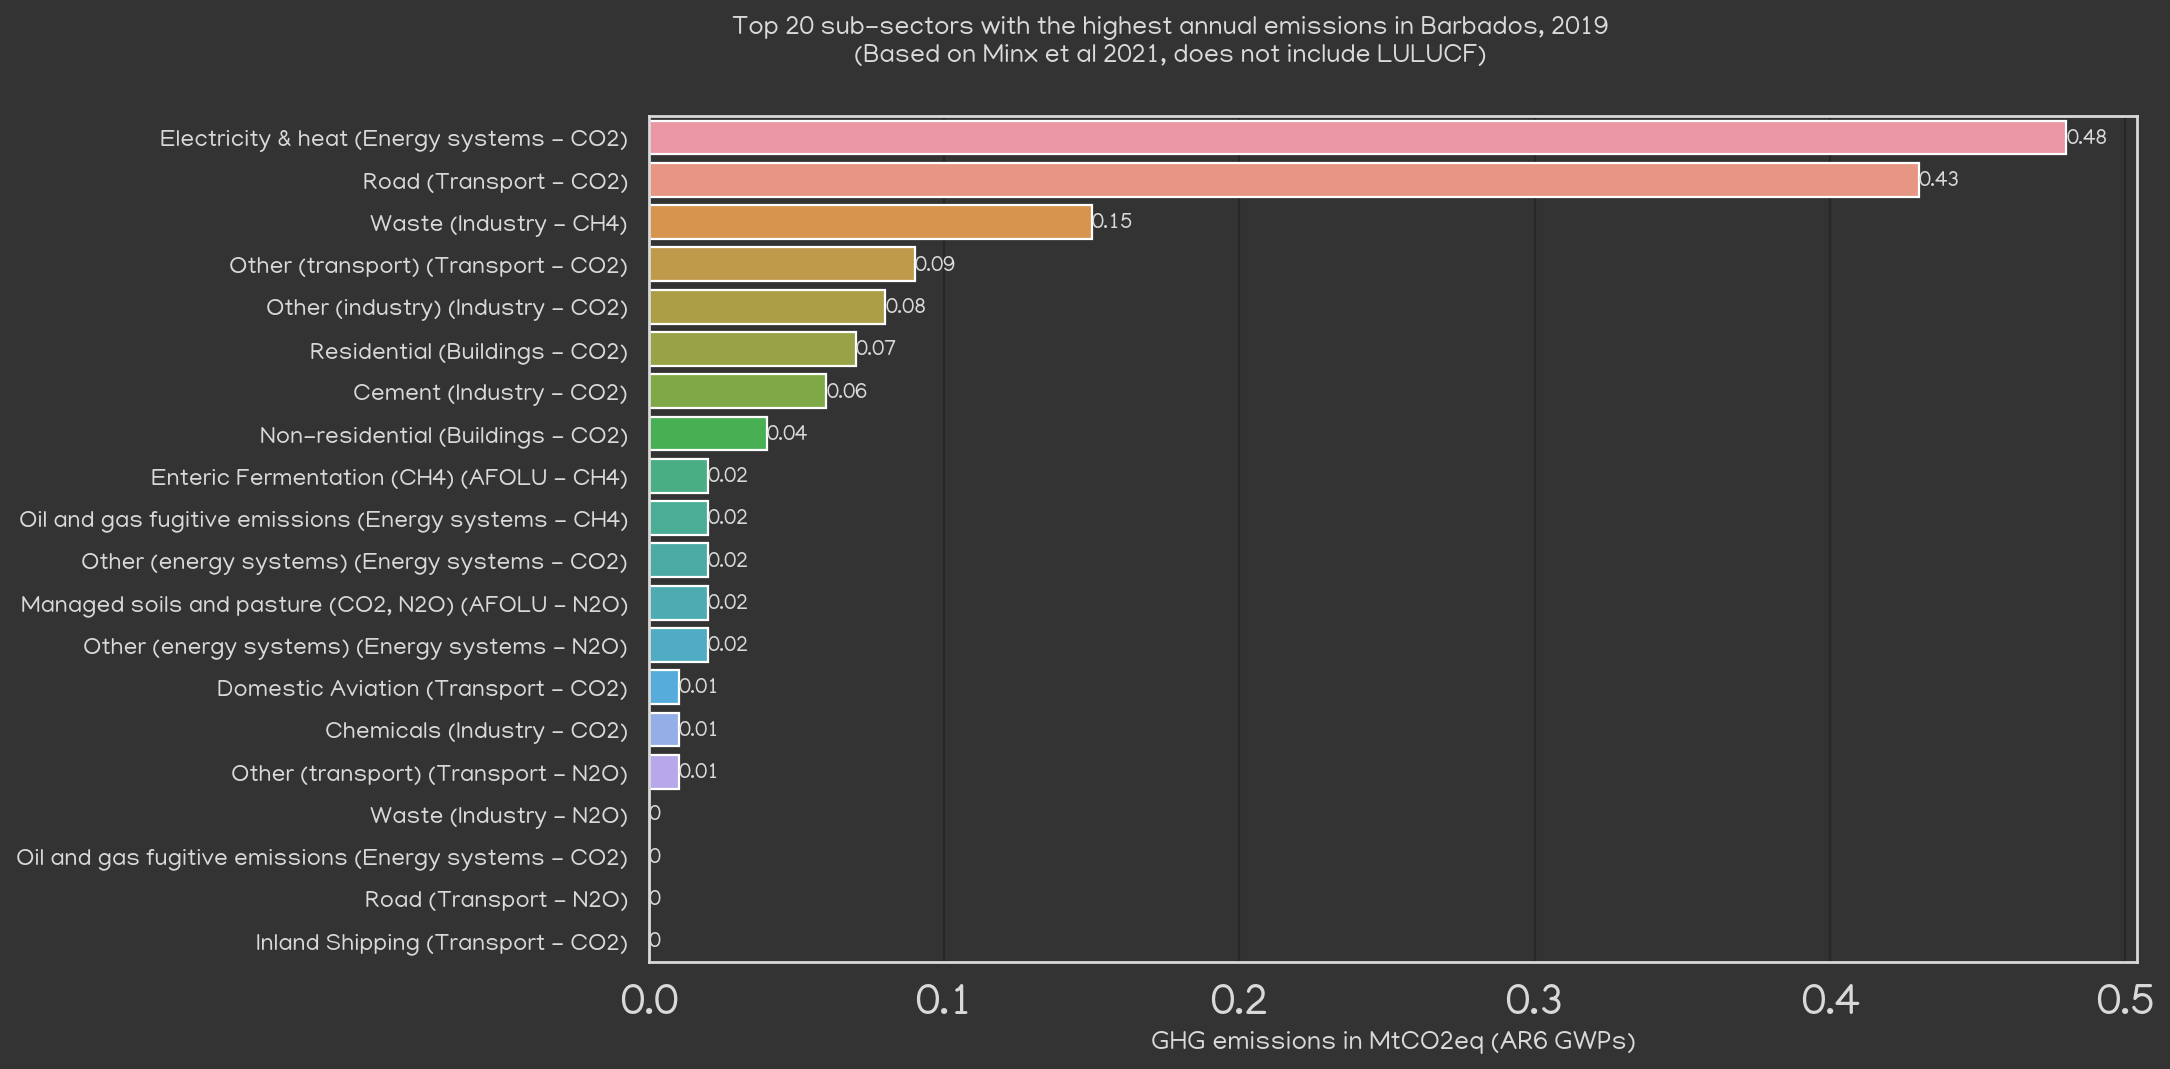 Top 20 sub-sectors with the highest annual emissions in Barbados, 2019
(Based on Minx et al 2021, does not include LULUCF)
Electricity & heat (Energy systems - CO2) 0.48
Road (Transport - CO2) 0.43
Waste (Industry - CH4) 0.15
Other (transport) (Transport - CO2) 0.09
Other (industry) (Industry - CO2) 0.08
Residential (Buildings - CO2) 0.07
Cement (Industry - CO2) 0.06
Non-residential (Buildings - CO2) 0.04
Enteric Fermentation (CH4) (AFOLU - CH4) 0.02
Oil and gas fugitive emissions (Energy systems - CH4) 0.02
Other (energy systems) (Energy systems - CO2) 0.02
Managed soils and pasture (CO2, N2O) (AFOLU - N2O) 0.02
Other (energy systems) (Energy systems - N2O) 0.02
Domestic Aviation (Transport - CO2) 0.01
Chemicals (Industry - CO2) 0.01
Other (transport) (Transport - N2O) 0.01
Waste (Industry - N2O) 0
Oil and gas fugitive emissions (Energy systems - CO2) 0
Road (Transport - N2O) 0
Inland Shipping (Transport - CO2) 0
0.0 0.1 0.2 0.3 0.4 0.5
GHG emissions in MtCO2eq (AR6 GWPs)